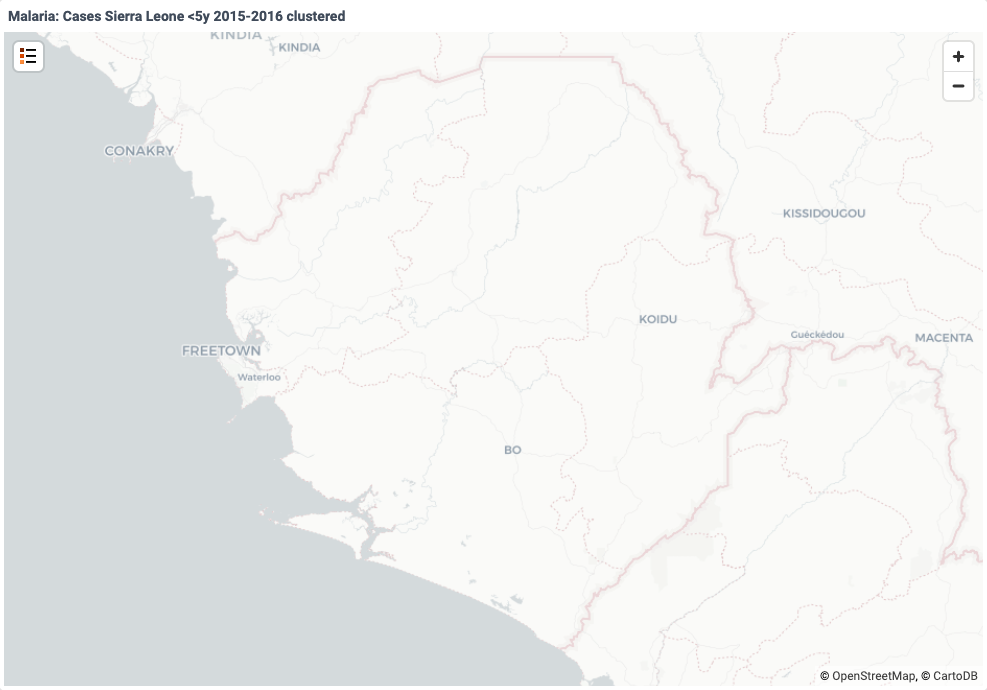 Malaria: Cases Sierra Leone <5y 2015-2016 clustered
KINDIA
KINDIA
+
−
CONAKRY
KISSIDOUGOU
KOIDU
Guéckédou
MACENTA
FREETOWN
Waterloo
BO
© OpenStreetMap, © CartoDB